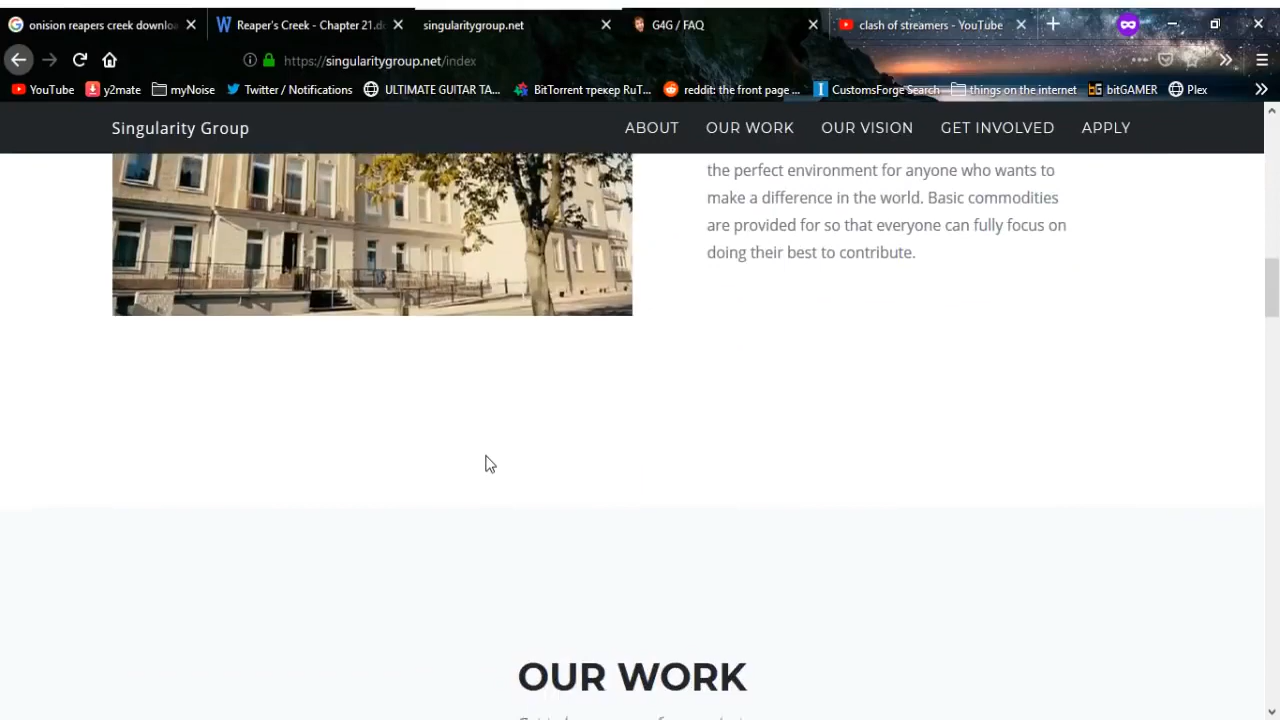 onision reapers creek downloa
Reaper's Creek - Chapter 21.do
singularitygroup.net
G4G / FAQ
clash of streamers - YouTube
https://singularitygroup.net/index
YouTube
y2mate
myNoise
Twitter / Notifications
ULTIMATE GUITAR TA...
BitTorrent трекер RuT...
reddit: the front page ...
CustomsForge Search
things on the internet
bitGAMER
Plex
Singularity Group
ABOUT
OUR WORK
OUR VISION
GET INVOLVED
APPLY
the perfect environment for anyone who wants to
make a difference in the world. Basic commodities
are provided for so that everyone can fully focus on
doing their best to contribute.
OUR WORK